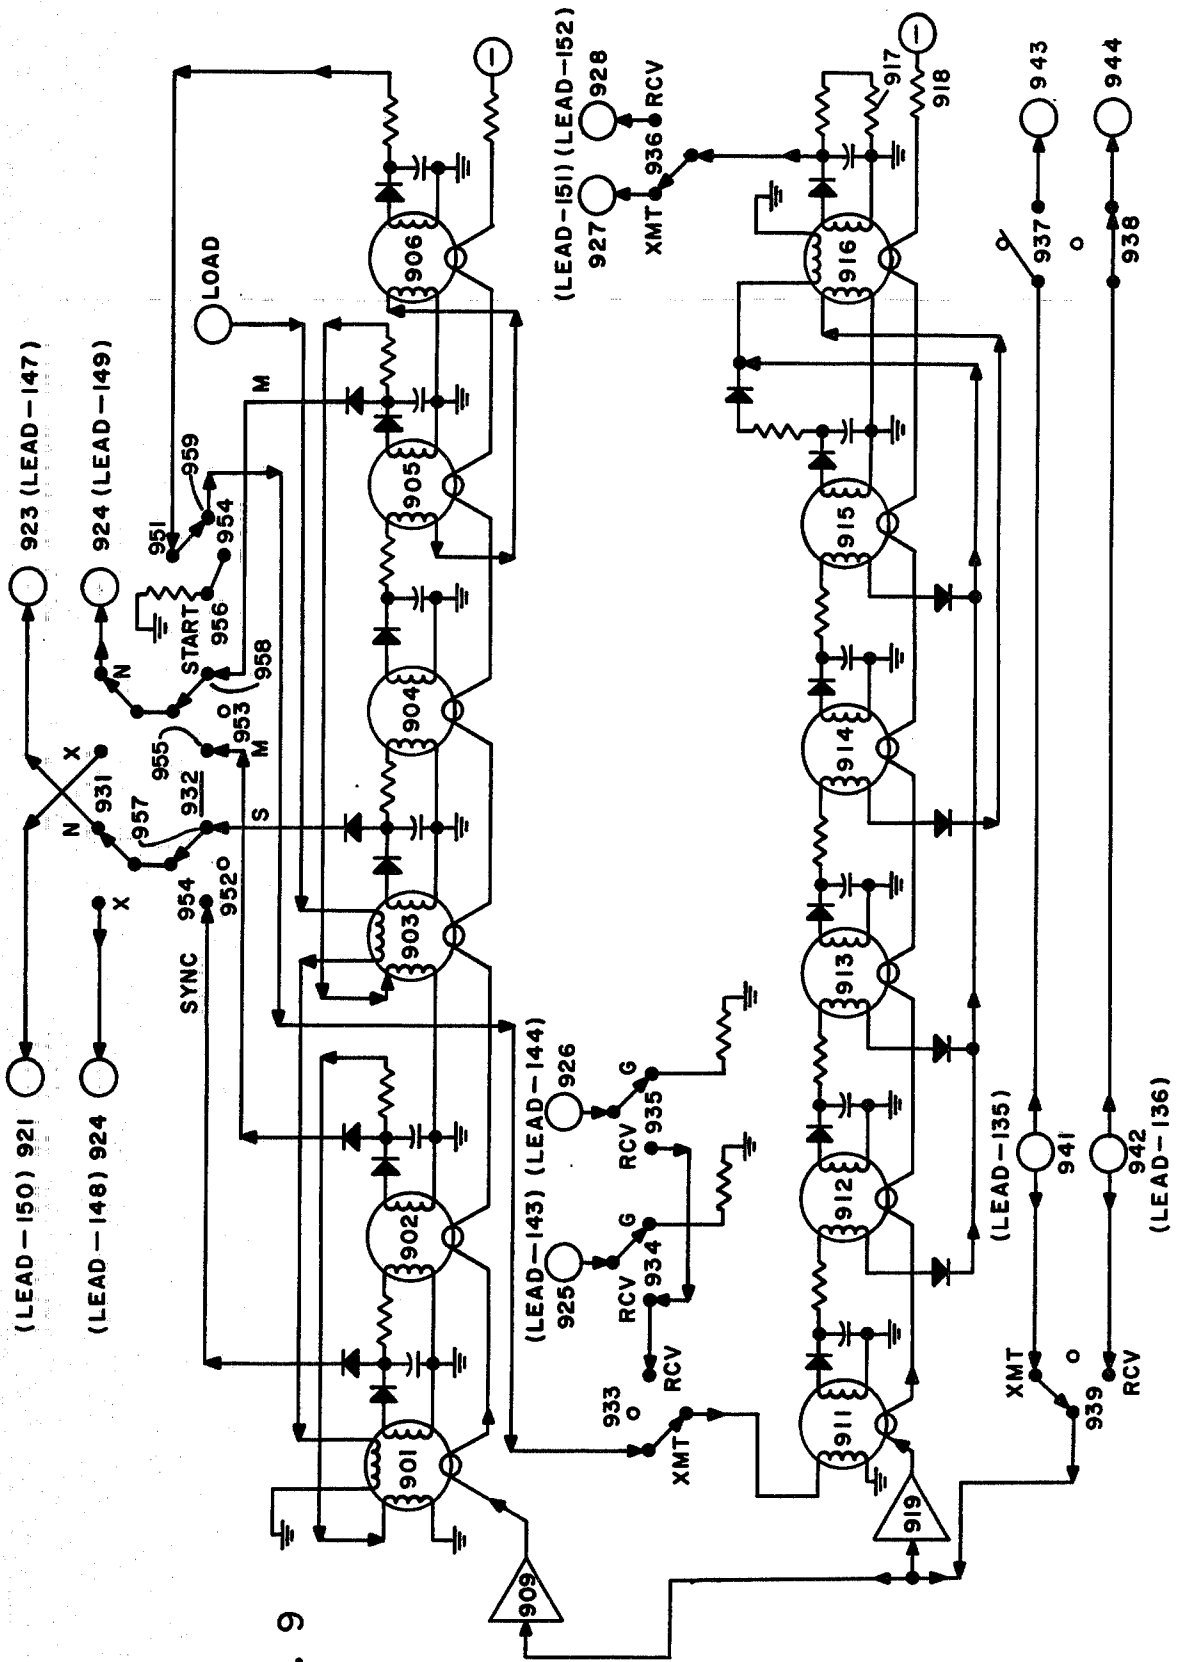 . 9
(LEAD-150) 921
923 (LEAD-147)
(LEAD-148) 924
924 (LEAD-149)
X
N
931
X
N
SYNC
954
952
957
932
955
953
M
958
START
956
954
951
959
S
M
LOAD
901
902
903
904
905
906
909
−
(LEAD-143) (LEAD-144)
925
926
(LEAD-151) (LEAD-152)
927
928
933
XMT
RCV
RCV
934
G
RCV
935
G
XMT
936
RCV
911
912
913
914
915
916
917
918
919
−
(LEAD-135)
941
XMT
937
943
939
RCV
942
(LEAD-136)
938
944